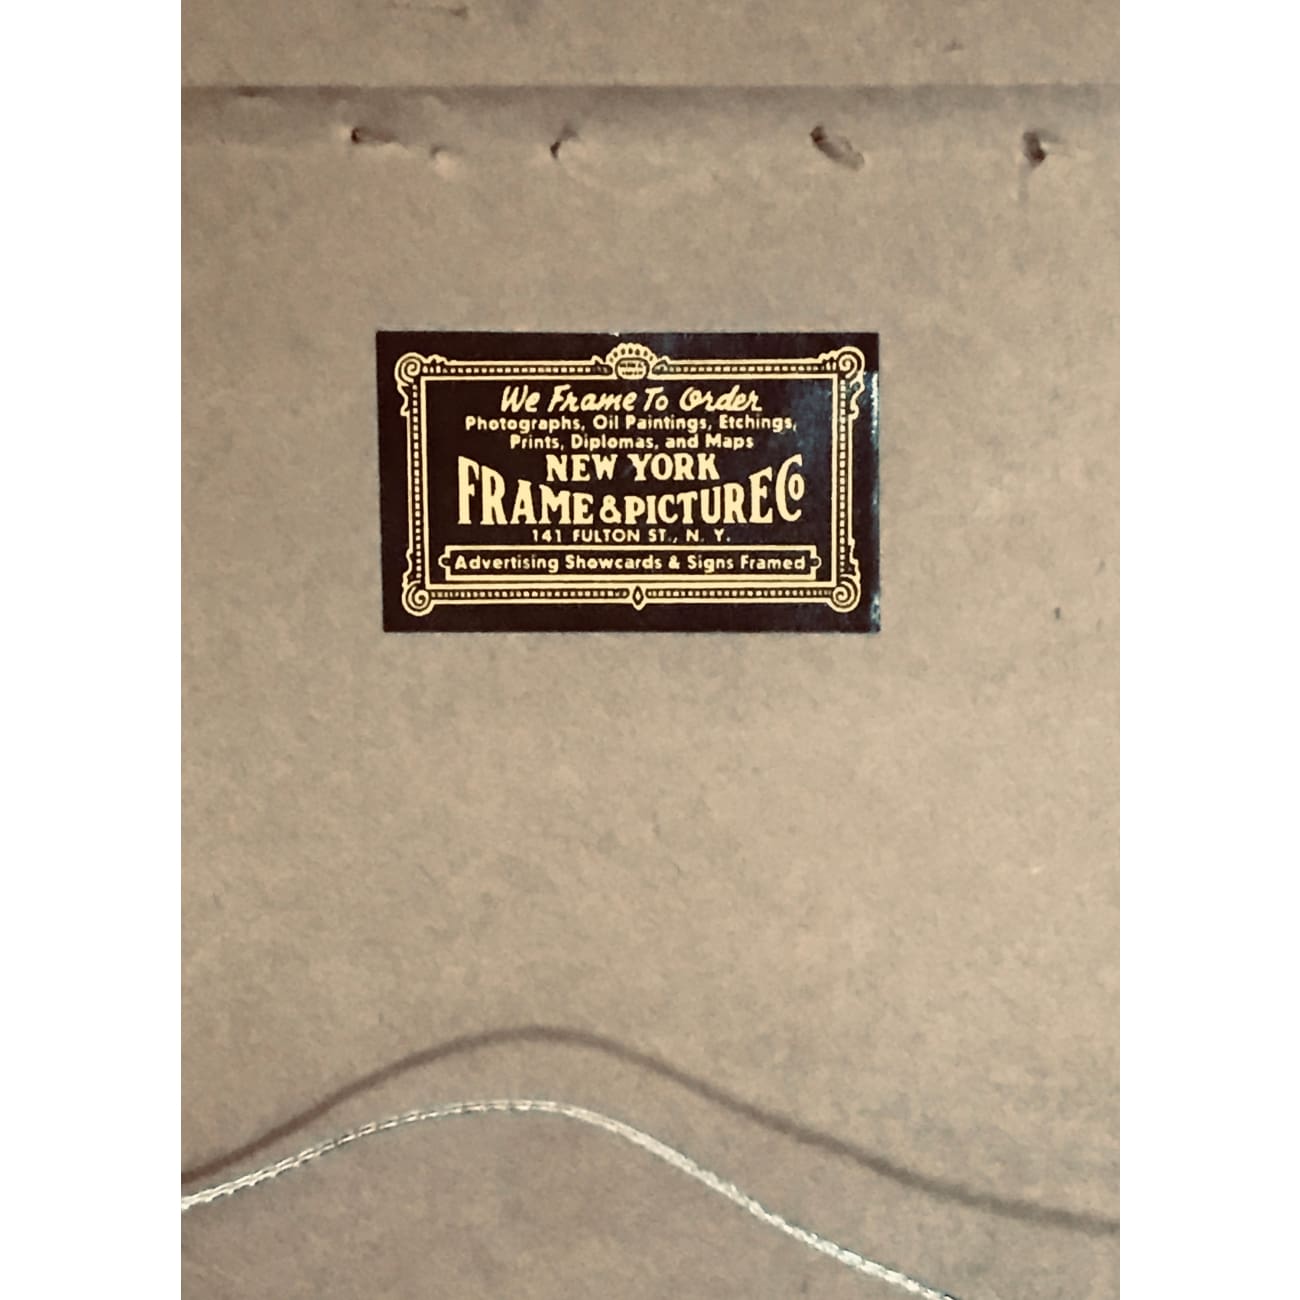 We Frame To Order
Photographs, Oil Paintings, Etchings,
Prints, Diplomas, and Maps
NEW YORK
FRAME & PICTURE Co
141 FULTON ST., N. Y.
Advertising Showcards & Signs Framed